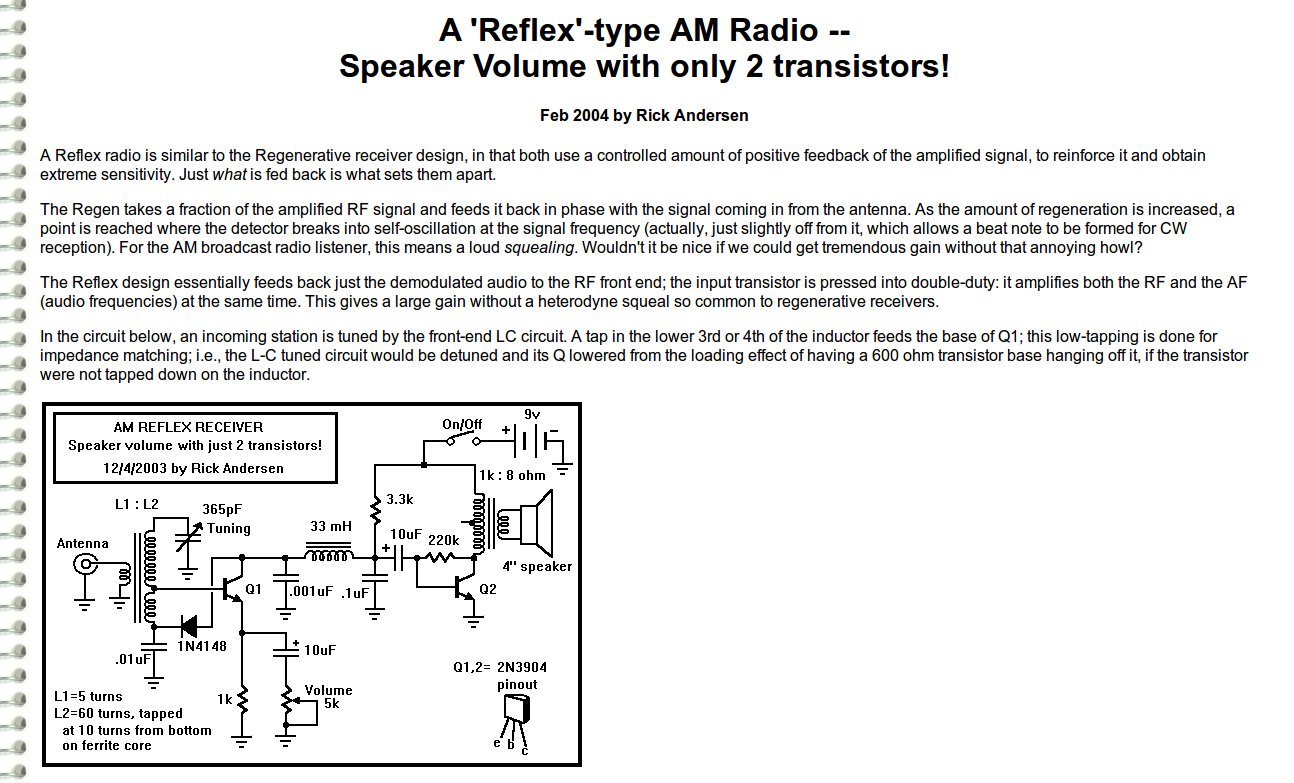 A 'Reflex'-type AM Radio --
Speaker Volume with only 2 transistors!
Feb 2004 by Rick Andersen
A Reflex radio is similar to the Regenerative receiver design, in that both use a controlled amount of positive feedback of the amplified signal, to reinforce it and obtain
extreme sensitivity. Just what is fed back is what sets them apart.
The Regen takes a fraction of the amplified RF signal and feeds it back in phase with the signal coming in from the antenna. As the amount of regeneration is increased, a
point is reached where the detector breaks into self-oscillation at the signal frequency (actually, just slightly off from it, which allows a beat note to be formed for CW
reception). For the AM broadcast radio listener, this means a loud squealing. Wouldn't it be nice if we could get tremendous gain without that annoying howl?
The Reflex design essentially feeds back just the demodulated audio to the RF front end; the input transistor is pressed into double-duty: it amplifies both the RF and the AF
(audio frequencies) at the same time. This gives a large gain without a heterodyne squeal so common to regenerative receivers.
In the circuit below, an incoming station is tuned by the front-end LC circuit. A tap in the lower 3rd or 4th of the inductor feeds the base of Q1; this low-tapping is done for
impedance matching; i.e., the L-C tuned circuit would be detuned and its Q lowered from the loading effect of having a 600 ohm transistor base hanging off it, if the transistor
were not tapped down on the inductor.
AM REFLEX RECEIVER
Speaker volume with just 2 transistors!
12/4/2003 by Rick Andersen
On/Off
+
9v
-
1k : 8 ohm
L1 : L2
365pF
Tuning
3.3k
33 mH
10uF
+
220k
Antenna
4" speaker
Q1
.001uF
.1uF
Q2
1N4148
.01uF
+
10uF
Q1,2= 2N3904
pinout
1k
Volume
5k
L1=5 turns
L2=60 turns, tapped
at 10 turns from bottom
on ferrite core
e b c